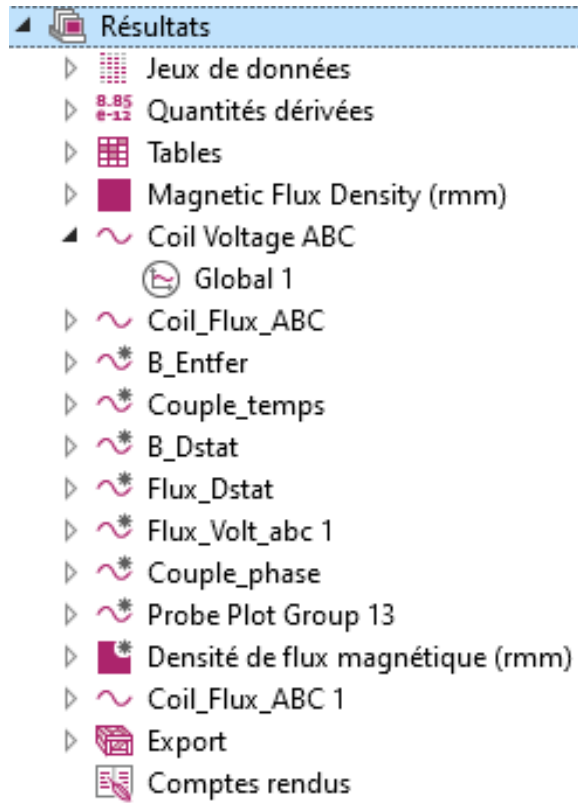 Résultats
Jeux de données
8.85
e-12 Quantités dérivées
Tables
Magnetic Flux Density (rmm)
Coil Voltage ABC
Global 1
Coil_Flux_ABC
B_Entfer
Couple_temps
B_Dstat
Flux_Dstat
Flux_Volt_abc 1
Couple_phase
Probe Plot Group 13
Densité de flux magnétique (rmm)
Coil_Flux_ABC 1
Export
Comptes rendus